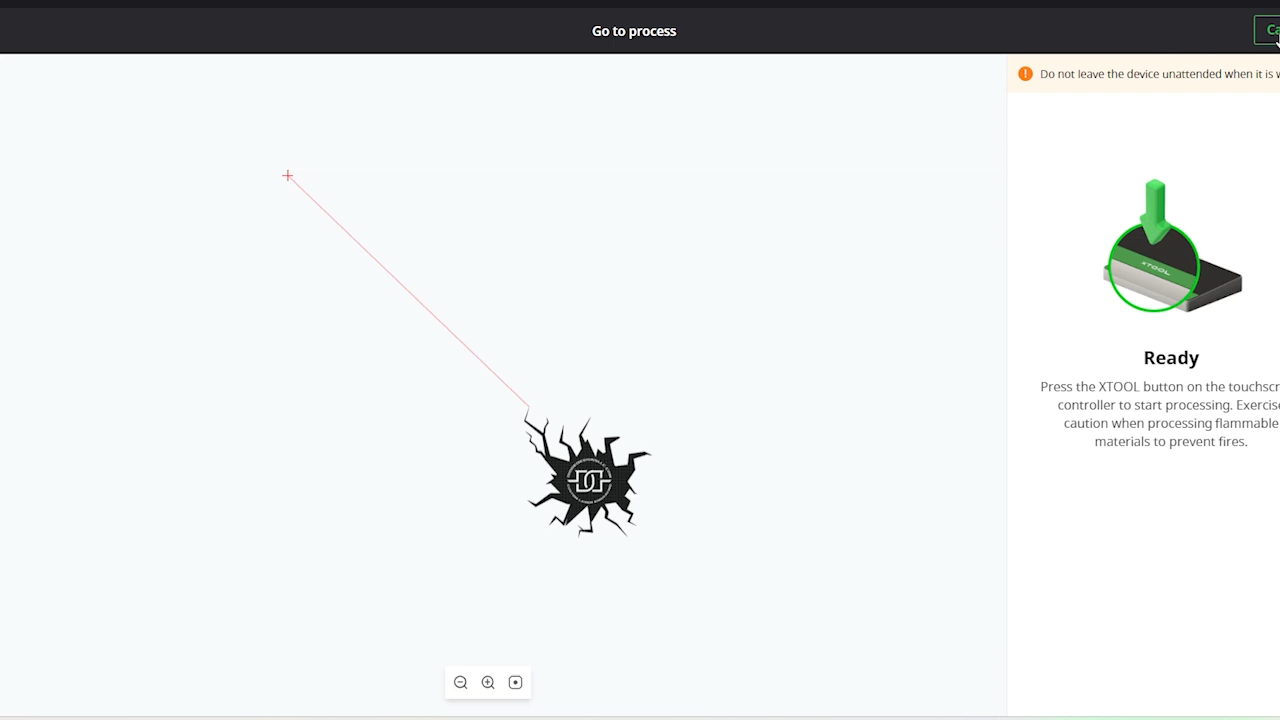 Go to process
Ca
Do not leave the device unattended when it is w
XTOOL
Ready
Press the XTOOL button on the touchscr
controller to start processing. Exercise
caution when processing flammable
materials to prevent fires.